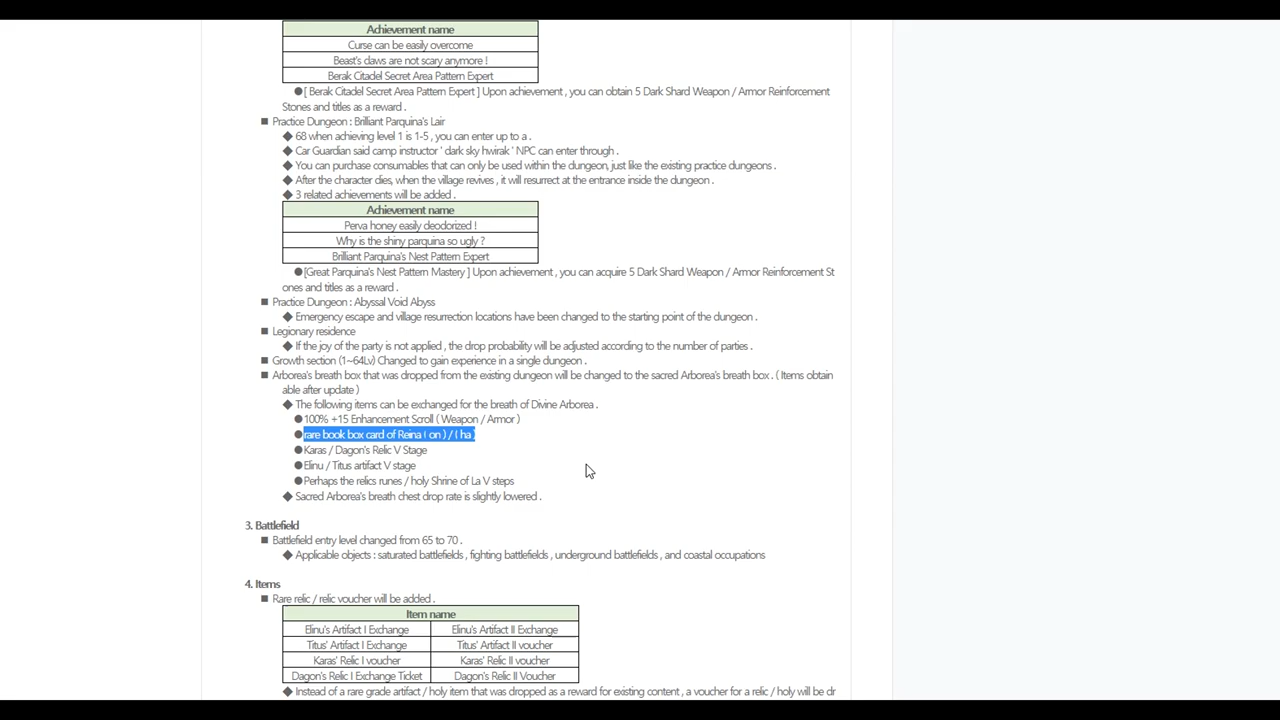 Achievement name
Curse can be easily overcome
Beast's daws are not scary anymore !
Berak Citadel Secret Area Pattern Expert
●[ Berak Citadel Secret Area Pattern Expert ] Upon achievement , you can obtain 5 Dark Shard Weapon / Armor Reinforcement
Stones and titles as a reward .
■ Practice Dungeon : Brilliant Parquina's Lair
◆ 68 when achieving level 1 is 1-5 , you can enter up to a .
◆ Car Guardian said camp instructor ' dark sky hwirak ' NPC can enter through .
◆ You can purchase consumables that can only be used within the dungeon, just like the existing practice dungeons .
◆ After the character dies, when the village revives , it will resurrect at the entrance inside the dungeon .
◆ 3 related achievements will be added .
Achievement name
Perva honey easily deodorized !
Why is the shiny parquina so ugly ?
Brilliant Parquina's Nest Pattern Expert
●[Great Parquina's Nest Pattern Mastery ] Upon achievement , you can acquire 5 Dark Shard Weapon / Armor Reinforcement St
ones and titles as a reward .
■ Practice Dungeon : Abyssal Void Abyss
◆ Emergency escape and village resurrection locations have been changed to the starting point of the dungeon .
■ Legionary residence
◆ If the joy of the party is not applied , the drop probability will be adjusted according to the number of parties .
■ Growth section (1~64Lv) Changed to gain experience in a single dungeon .
■ Arborea's breath box that was dropped from the existing dungeon will be changed to the sacred Arborea's breath box . ( Items obtain
able after update )
◆ The following items can be exchanged for the breath of Divine Arborea .
●100% +15 Enhancement Scroll ( Weapon / Armor )
●rare book box card of Reina ( on ) / ( ha )
●Karas / Dagon's Relic V Stage
●Elinu / Titus artifact V stage
●Perhaps the relics runes / holy Shrine of La V steps
◆ Sacred Arborea's breath chest drop rate is slightly lowered .
3. Battlefield
■ Battlefield entry level changed from 65 to 70 .
◆ Applicable objects : saturated battlefields , fighting battlefields , underground battlefields , and coastal occupations
4. Items
■ Rare relic / relic voucher will be added .
Item name
Elinu's Artifact I Exchange Elinu's Artifact II Exchange
Titus' Artifact I Exchange Titus' Artifact II voucher
Karas' Relic I voucher Karas' Relic II voucher
Dagon's Relic I Exchange Ticket Dagon's Relic II Voucher
◆ Instead of a rare grade artifact / holy item that was dropped as a reward for existing content , a voucher for a relic / holy will be dr